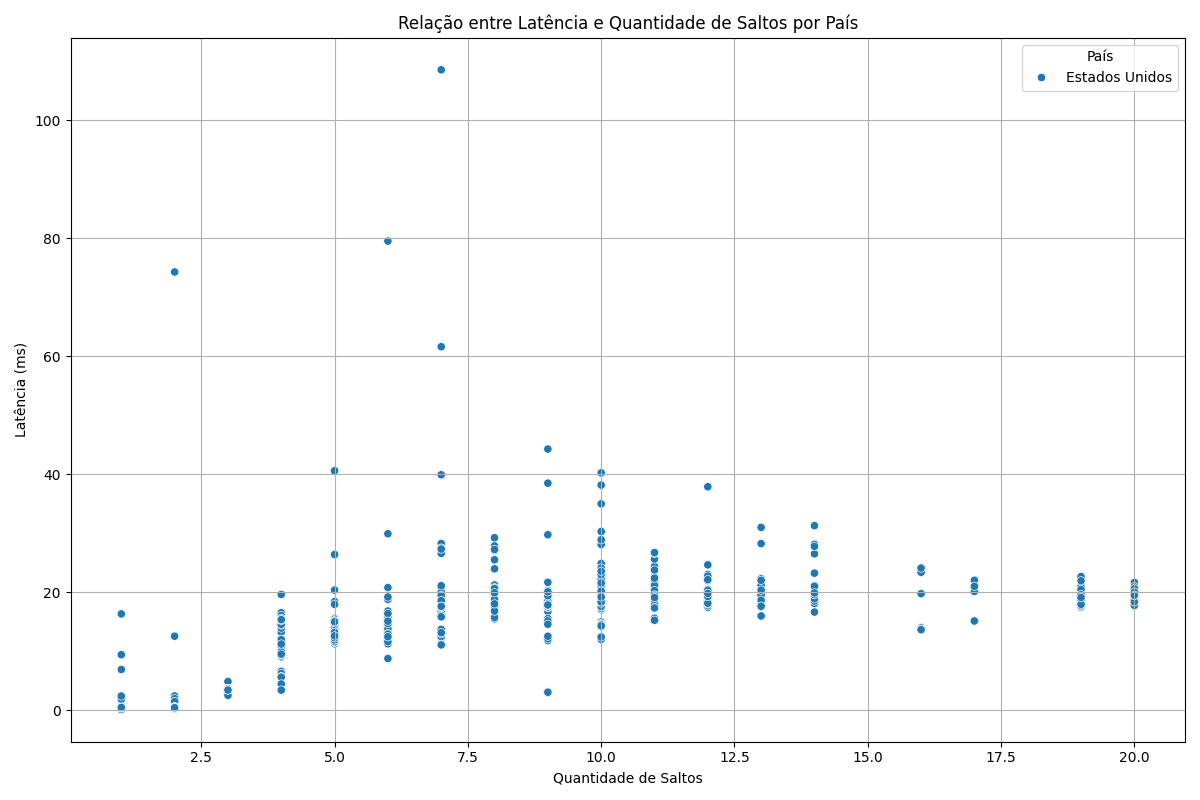 Relação entre Latência e Quantidade de Saltos por País
País
Estados Unidos
Latência (ms)
100
80
60
40
20
0
2.5
5.0
7.5
10.0
12.5
15.0
17.5
20.0
Quantidade de Saltos